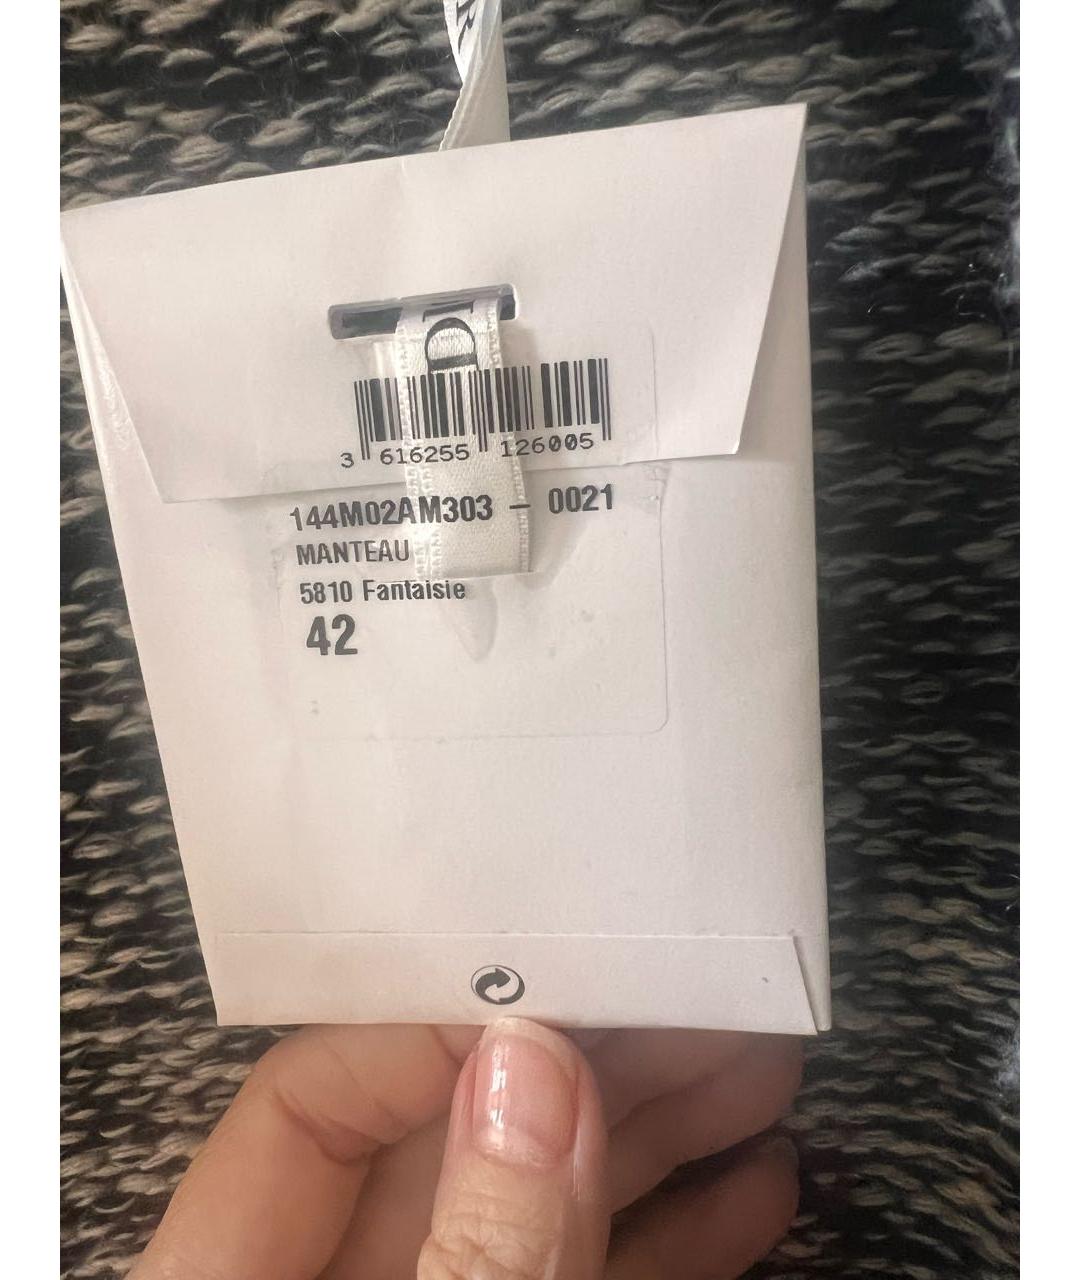 R
D
3 616255 126005
144M02AM303 – 0021
MANTEAU
5810 Fantaisie
42